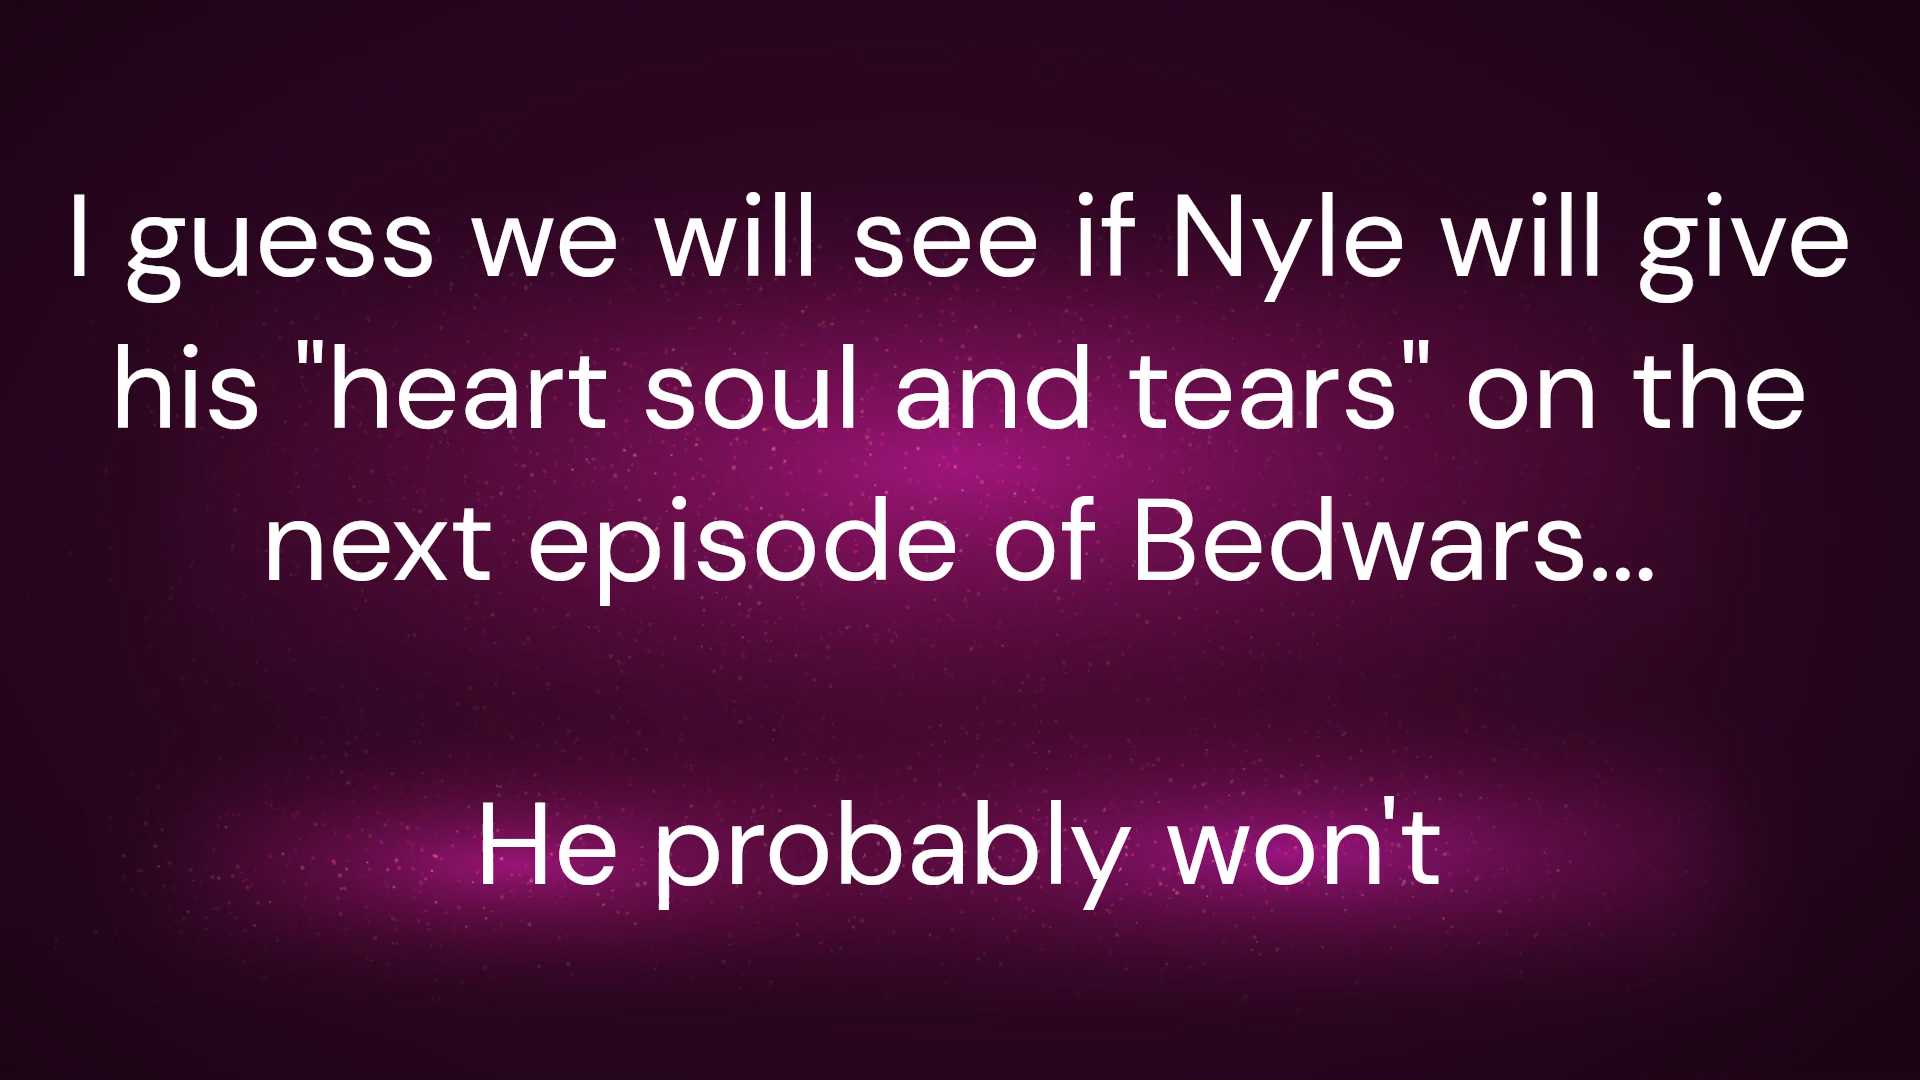 I guess we will see if Nyle will give
his "heart soul and tears" on the
next episode of Bedwars...
He probably won't